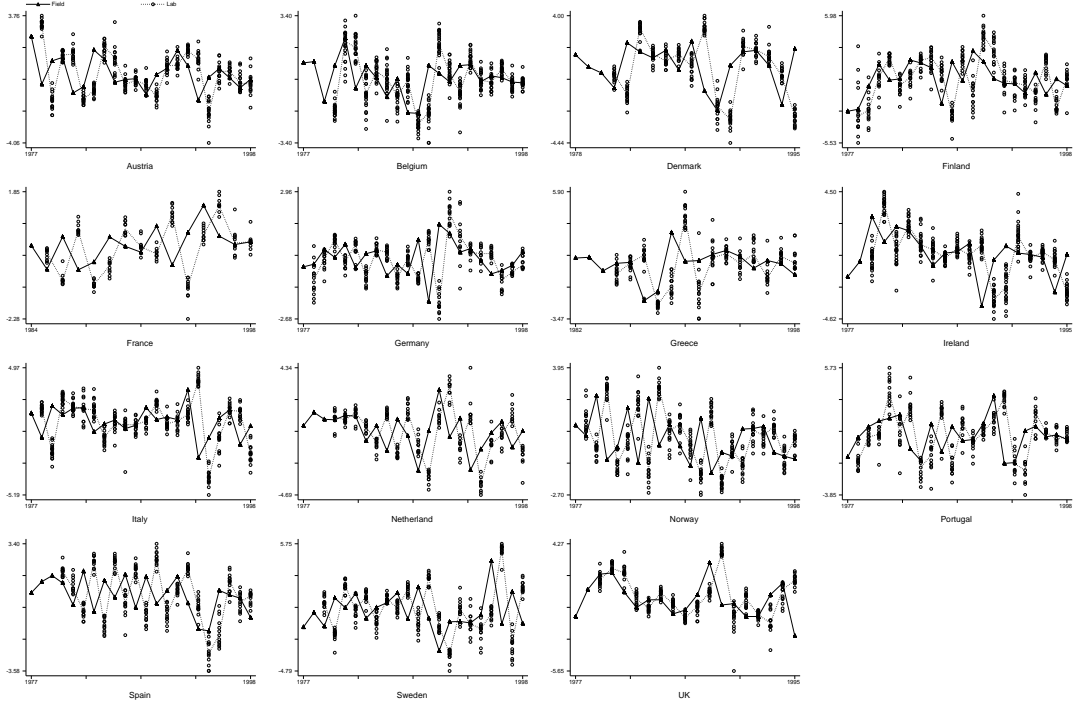 Field Lab
3.76 3.40 4.00 5.98
-4.06 -3.40 -4.44 -5.53
1977 1998 1977 1998 1978 1995 1977 1998
Austria Belgium Denmark Finland
1.85 2.96 5.90 4.50
-2.28 -2.68 -3.47 -4.62
1984 1998 1977 1998 1982 1998 1977 1995
France Germany Greece Ireland
4.97 4.34 3.95 5.73
-5.19 -4.69 -2.70 -3.85
1977 1998 1977 1998 1977 1995 1977 1998
Italy Netherland Norway Portugal
3.40 5.75 4.27
-3.58 -4.79 -5.65
1977 1998 1977 1998 1977 1995
Spain Sweden UK